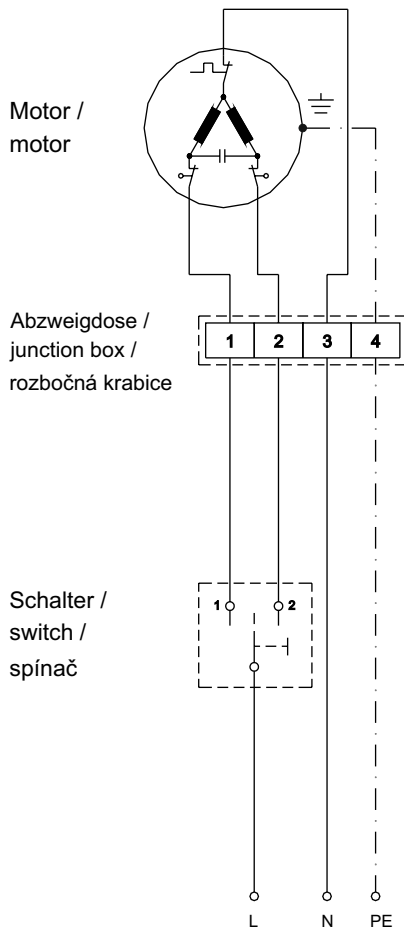 Motor /
motor
Abzweigdose /
junction box /
rozbočná krabice
1 2 3 4
Schalter /
switch /
spínač
1 2
L N PE